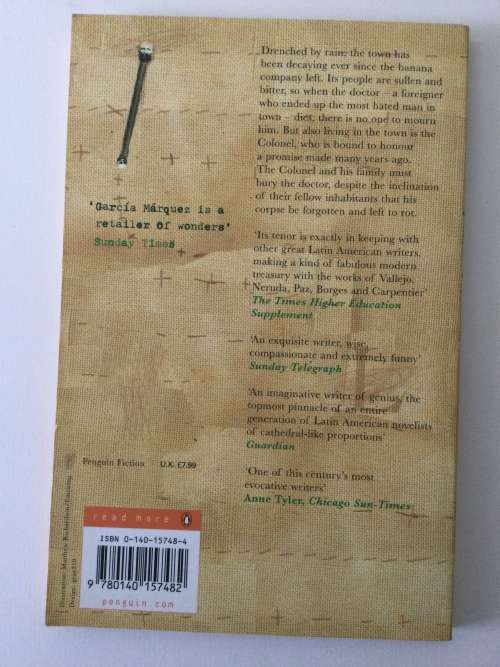 Drenched by rain, the town has
been decaying ever since the banana
company left. Its people are sullen and
bitter, so when the doctor – a foreigner
who ended up the most hated man in
town – dies, there is no one to mourn
him. But also living in the town is the
Colonel, who is bound to honour
a promise made many years ago.
The Colonel and his family must
bury the doctor, despite the inclination
of their fellow inhabitants that his
corpse be forgotten and left to rot.
'García Márquez is a
retailer of wonders'
Sunday Times
'Its tenor is exactly in keeping with
other great Latin American writers,
making a kind of fabulous modern
treasury with the works of Vallejo,
Neruda, Paz, Borges and Carpentier'
The Times Higher Education
Supplement
'An exquisite writer, wise,
compassionate and extremely funny'
Sunday Telegraph
'An imaginative writer of genius, the
topmost pinnacle of an entire
generation of Latin American novelists
of cathedral-like proportions'
Guardian
'One of this century's most
evocative writers'
Anne Tyler, Chicago Sun-Times
Penguin Fiction
U.K. £7.99
read more
ISBN 0-140-15748-4
9 780140 157482
penguin.com
Illustration: Matthew Richardson/
Design: